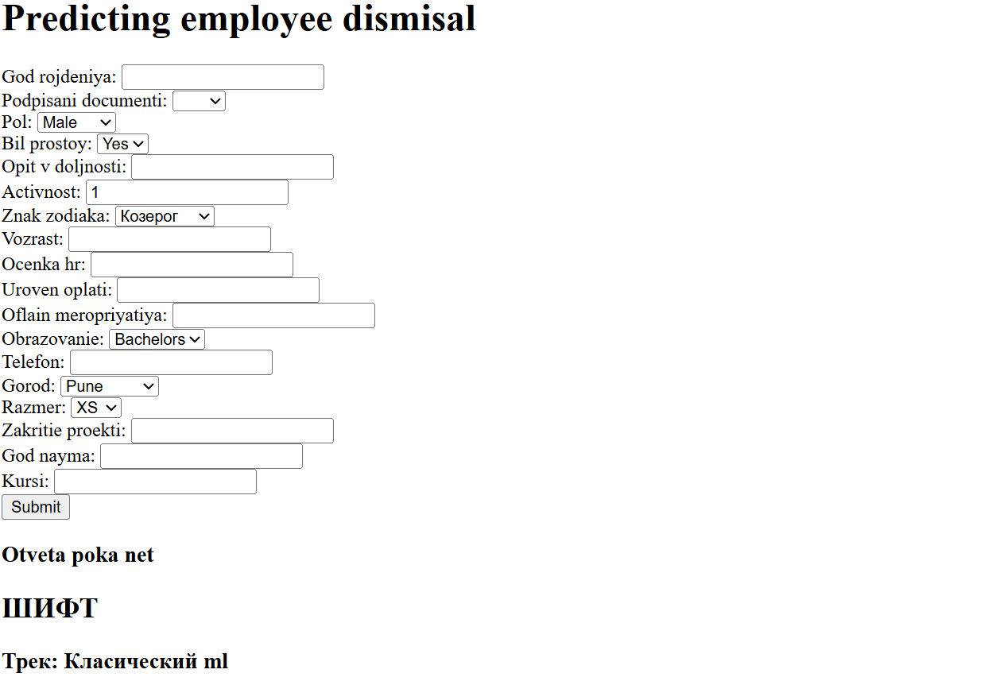 Predicting employee dismisal
God rojdeniya:
Podpisani documenti:
Pol: Male
Bil prostoy: Yes
Opit v doljnosti:
Activnost: 1
Znak zodiaka: Козерог
Vozrast:
Ocenka hr:
Uroven oplati:
Oflain meropriyatiya:
Obrazovanie: Bachelors
Telefon:
Gorod: Pune
Razmer: XS
Zakritie proekti:
God nayma:
Kursi:
Submit
Otveta poka net
ШИФТ
Трек: Класический ml